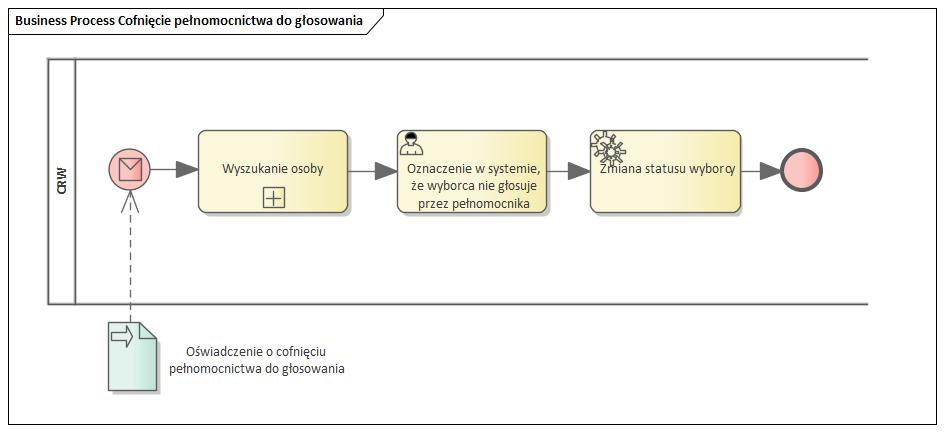 Business Process Cofnięcie pełnomocnictwa do głosowania
CRW
Wyszukanie osoby
Oznaczenie w systemie,
że wyborca nie głosuje
przez pełnomocnika
Zmiana statusu wyborcy
Oświadczenie o cofnięciu
pełnomocnictwa do głosowania